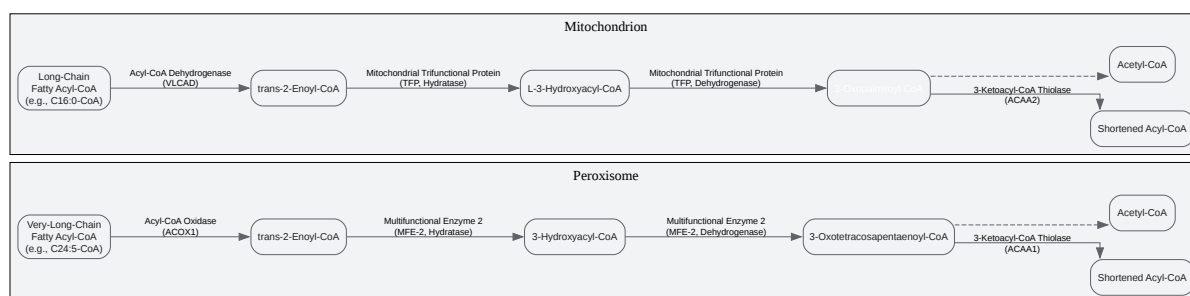 Mitochondrion
Long-Chain
Fatty Acyl-CoA
(e.g., C16:0-CoA)
Acyl-CoA Dehydrogenase
(VLCAD)
trans-2-Enoyl-CoA
Mitochondrial Trifunctional Protein
(TFP, Hydratase)
L-3-Hydroxyacyl-CoA
Mitochondrial Trifunctional Protein
(TFP, Dehydrogenase)
3-Ketoacyl-CoA Thiolase
(ACAA2)
Acetyl-CoA
Shortened Acyl-CoA
Peroxisome
Very-Long-Chain
Fatty Acyl-CoA
(e.g., C24:5-CoA)
Acyl-CoA Oxidase
(ACOX1)
trans-2-Enoyl-CoA
Multifunctional Enzyme 2
(MFE-2, Hydratase)
3-Hydroxyacyl-CoA
Multifunctional Enzyme 2
(MFE-2, Dehydrogenase)
3-Oxotetracosapentaenoyl-CoA
3-Ketoacyl-CoA Thiolase
(ACAA1)
Acetyl-CoA
Shortened Acyl-CoA